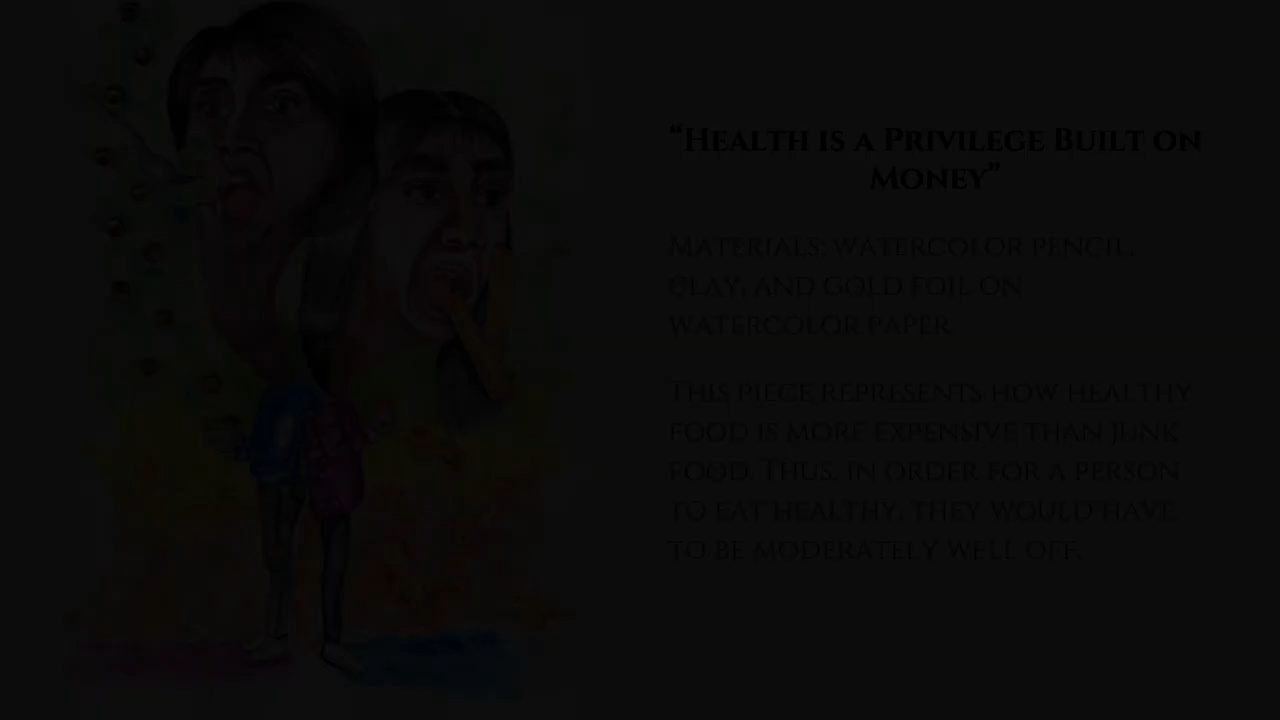 “Health is a Privilege Built on
Money”
Materials: watercolor pencil,
clay, and gold foil on
watercolor paper
This piece represents how healthy
food is more expensive than junk
food. Thus, in order for a person
to eat healthy, they would have
to be moderately well off.